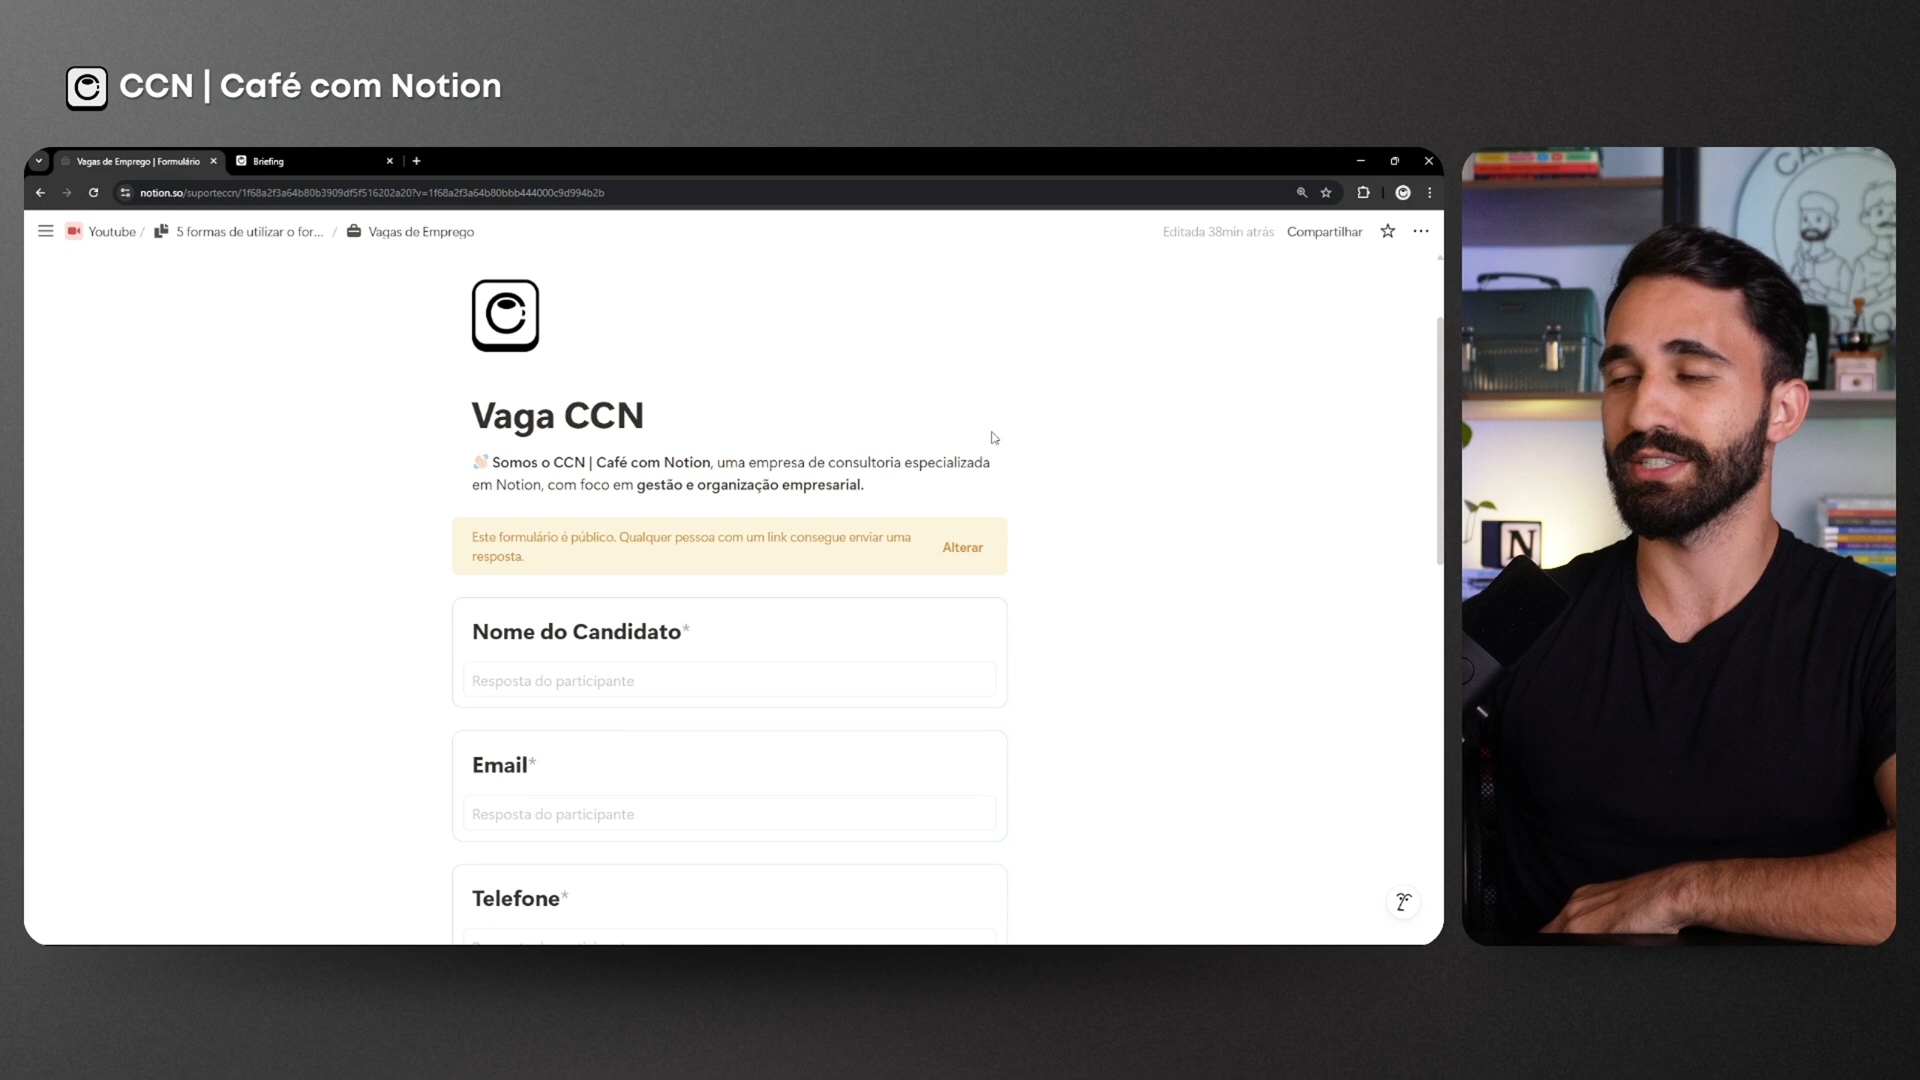 CCN | Café com Notion
Vagas de Emprego | Formulário
Briefing
notion.so/suporteccn/1f68a2f3a64b80b3909df5f516202a20?v=1f68a2f3a64b80bbb444000c9d994b2b
Youtube / 5 formas de utilizar o for... / Vagas de Emprego
Editada 38min atrás Compartilhar
Vaga CCN
Somos o CCN | Café com Notion, uma empresa de consultoria especializada
em Notion, com foco em gestão e organização empresarial.
Este formulário é público. Qualquer pessoa com um link consegue enviar uma
resposta.
Alterar
Nome do Candidato*
Resposta do participante
Email*
Resposta do participante
Telefone*
N